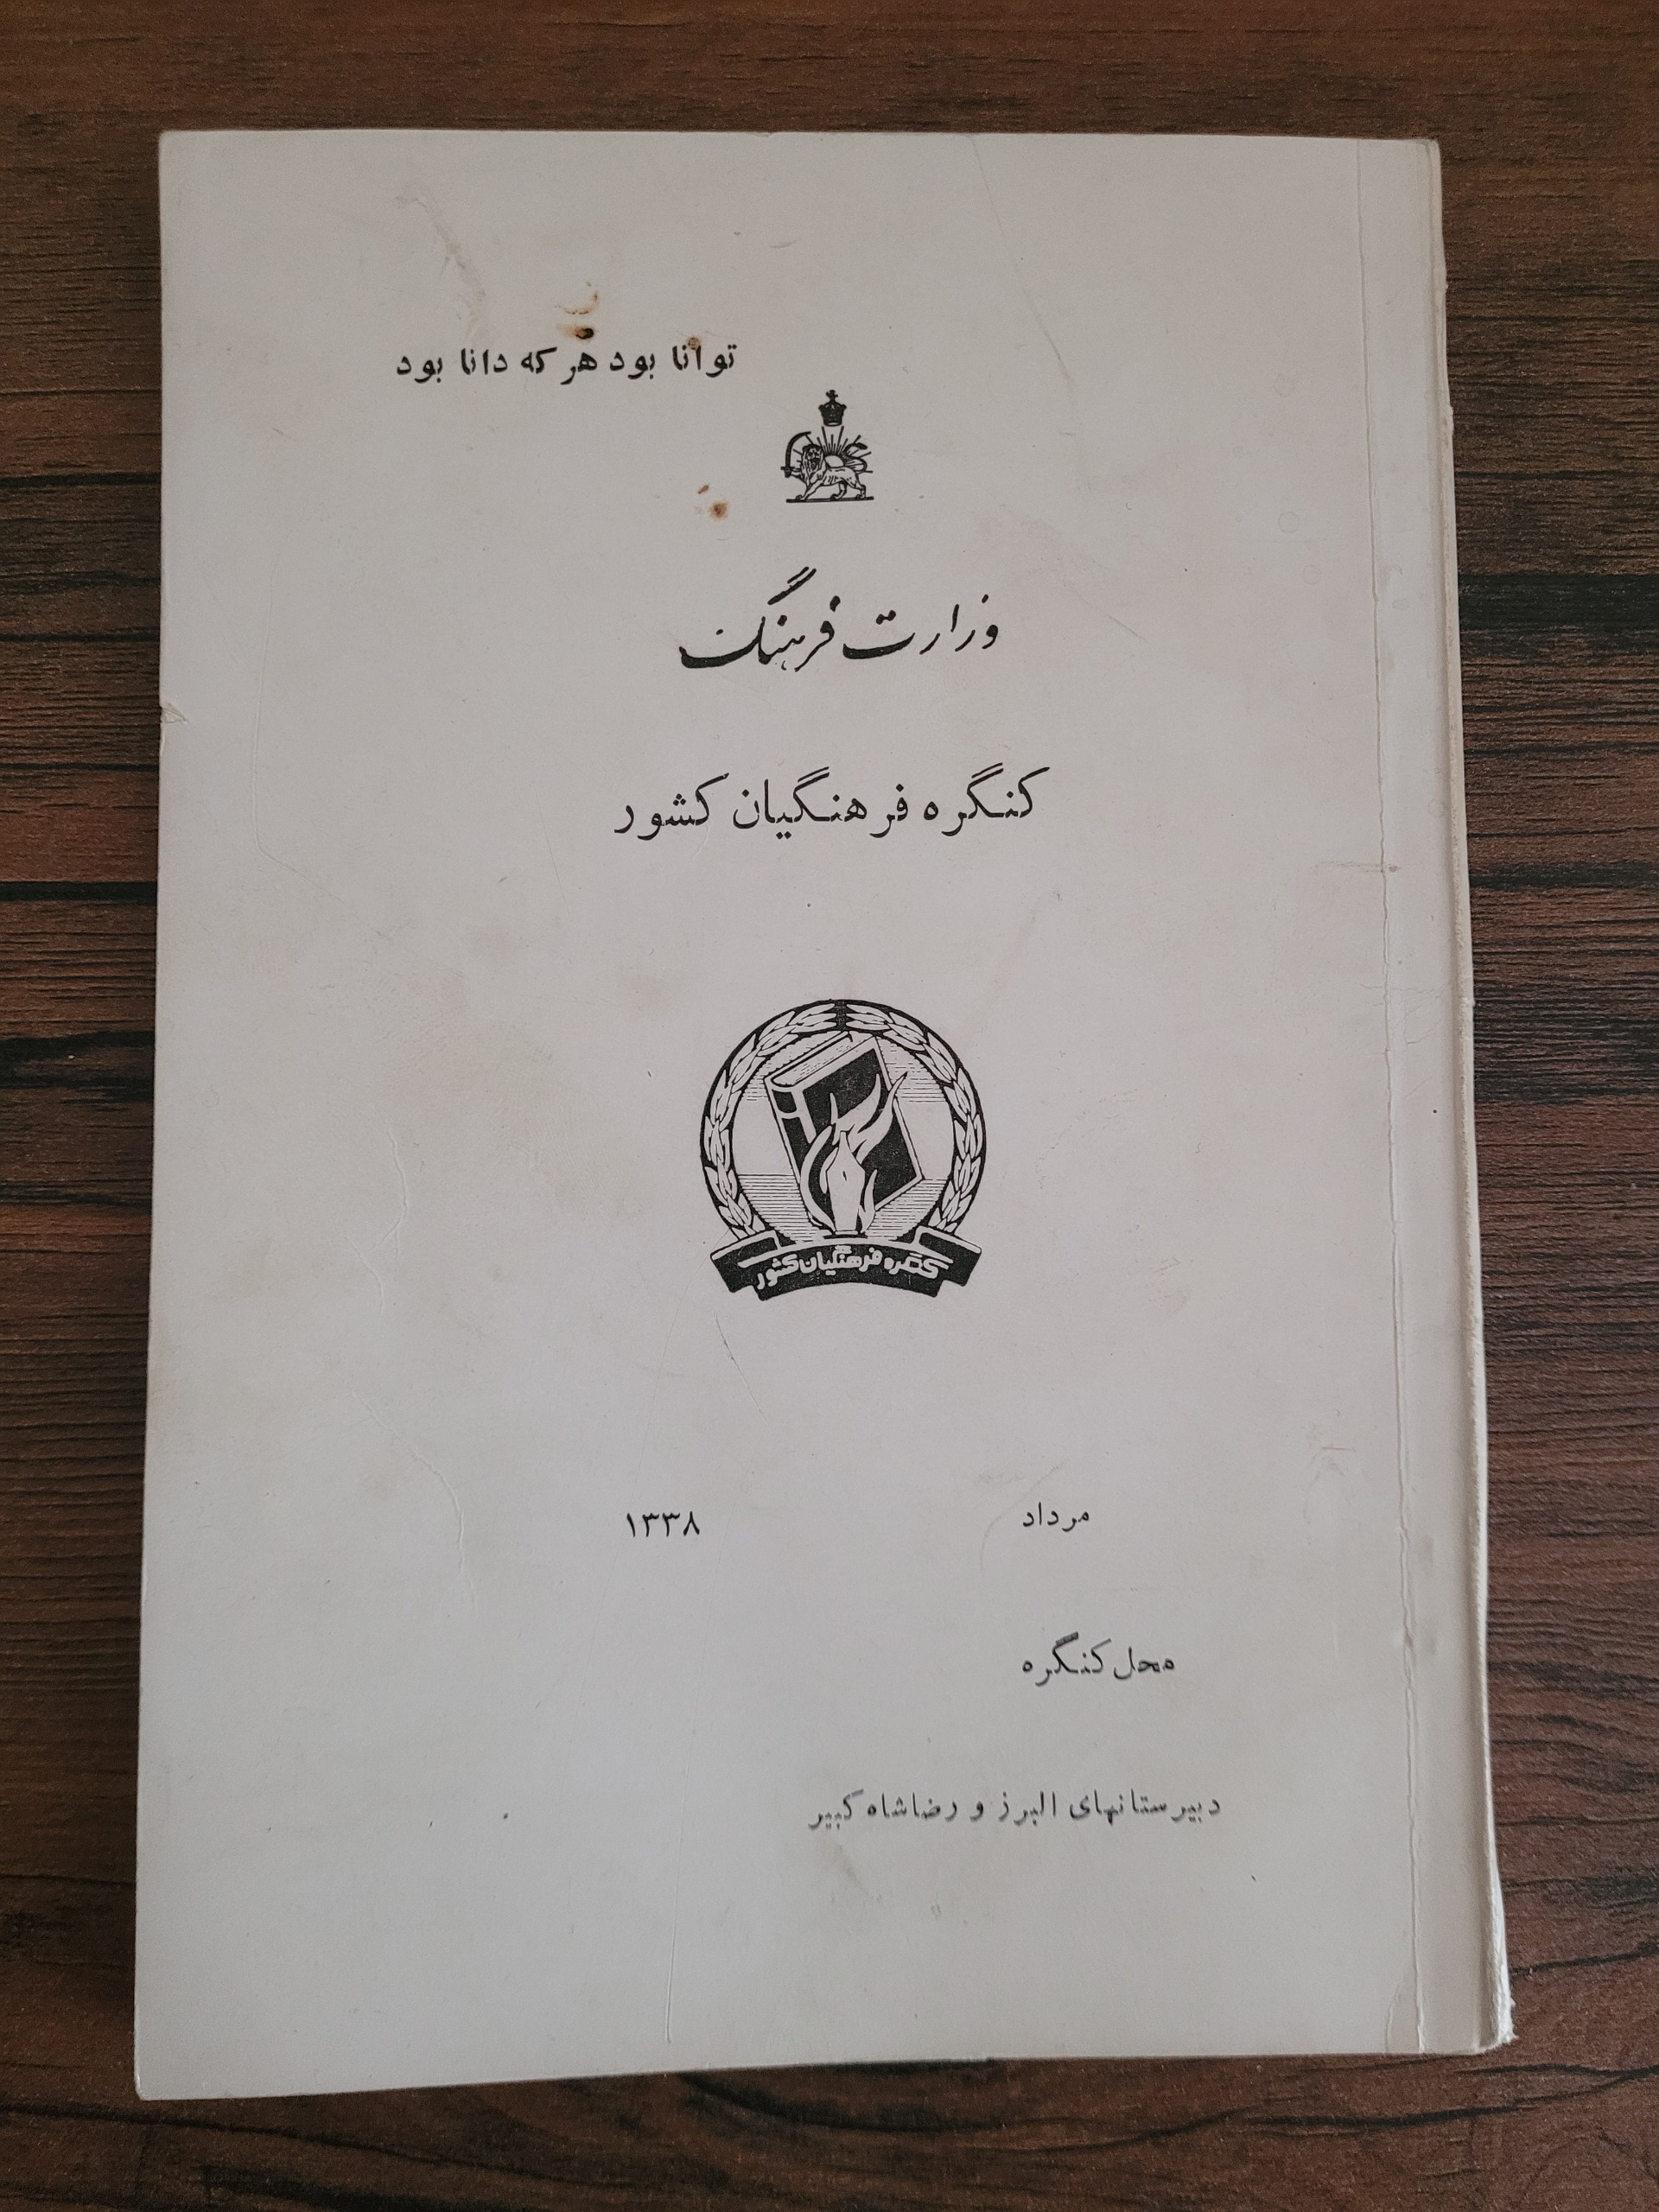 توانا بود هر که دانا بود
وزارت فرهنگ
کنگره فرهنگیان کشور
کنگره فرهنگیان کشور
مرداد ۱۳۳۸
محل کنگره
دبیرستانهای البرز و رضاشاه کبیر